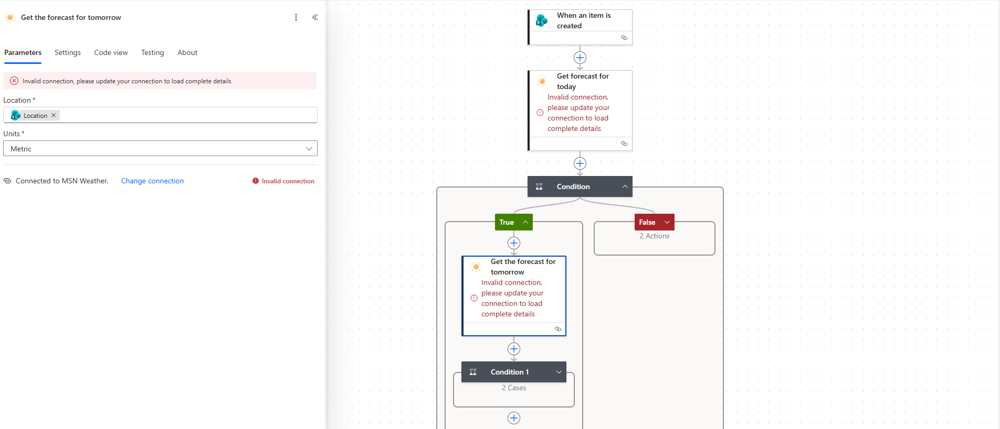 Get the forecast for tomorrow
Parameters
Settings
Code view
Testing
About
Invalid connection, please update your connection to load complete details
Location *
Location
Units *
Metric
Connected to MSN Weather.
Change connection
Invalid connection
When an item is
created
Get forecast for
today
Invalid connection,
please update your
connection to load
complete details
Condition
True
False
2 Actions
Get the forecast for
tomorrow
Invalid connection,
please update your
connection to load
complete details
Condition 1
2 Cases